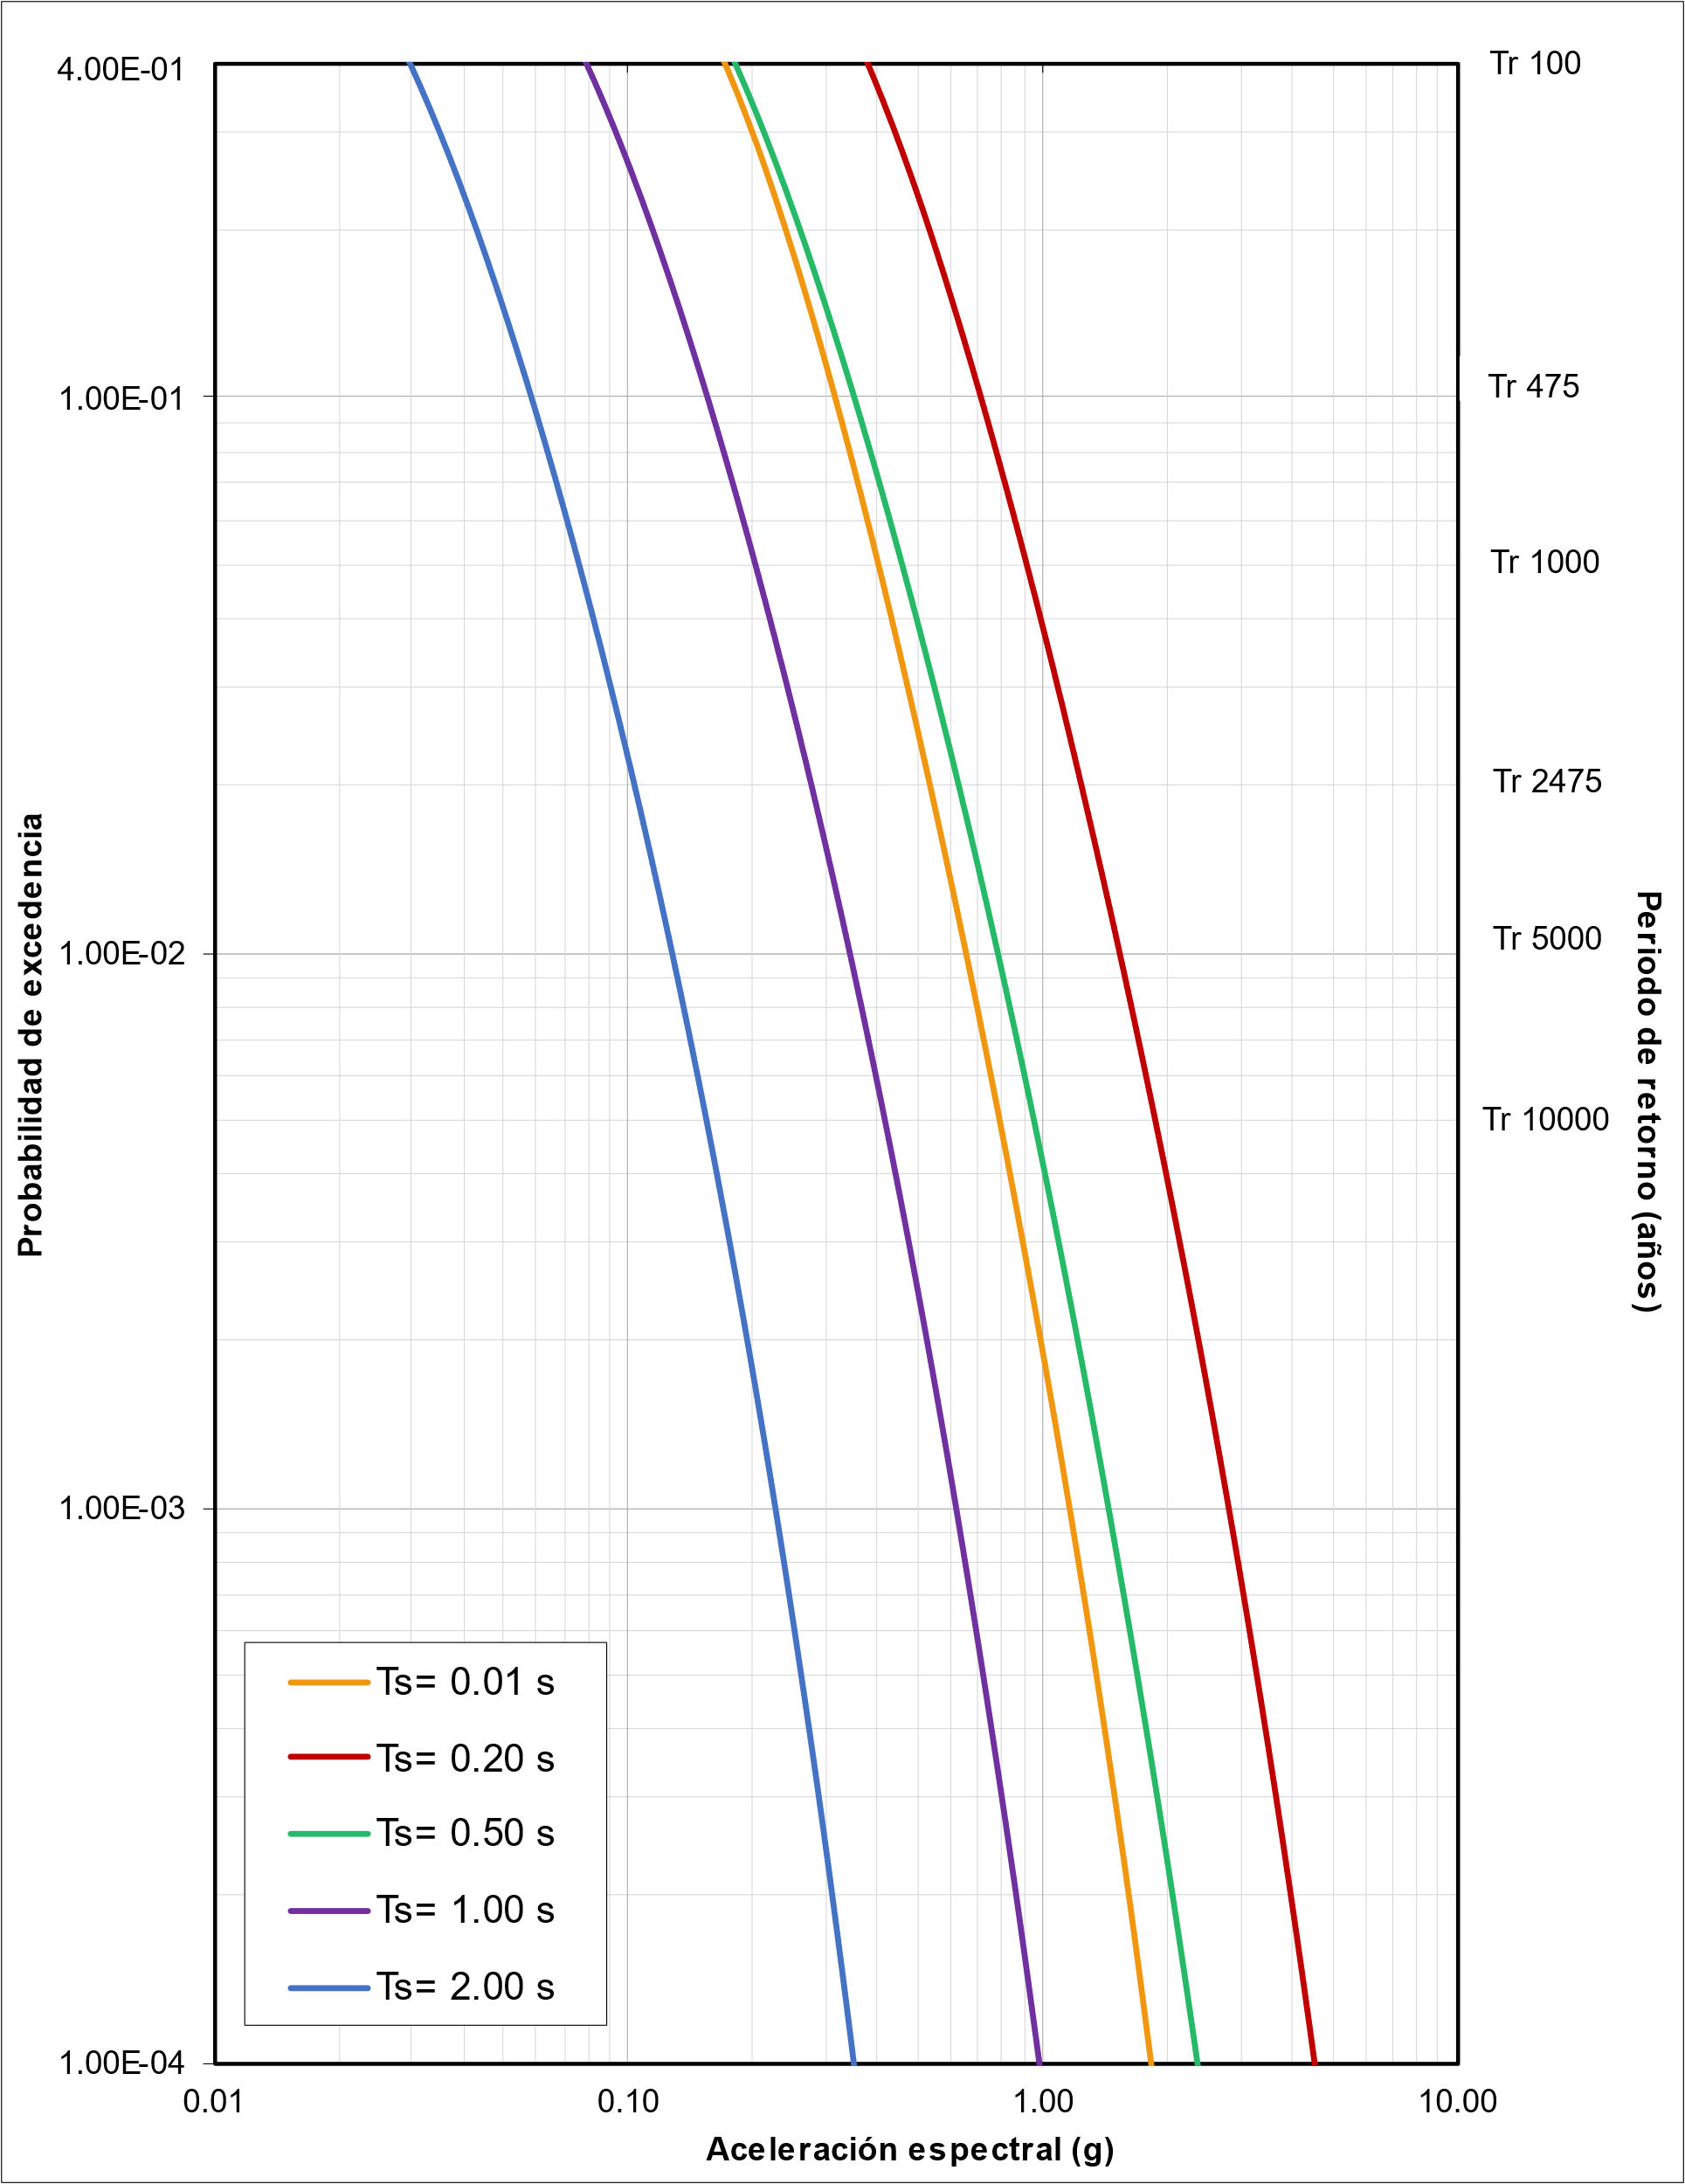 4.00E-01
Tr 100
1.00E-01
Tr 475
Tr 1000
Tr 2475
Probabilidad de excedencia
1.00E-02
Tr 5000
Periodo de retorno (años)
Tr 10000
1.00E-03
Ts= 0.01 s
Ts= 0.20 s
Ts= 0.50 s
Ts= 1.00 s
Ts= 2.00 s
1.00E-04
0.01
0.10
1.00
10.00
Aceleración espectral (g)